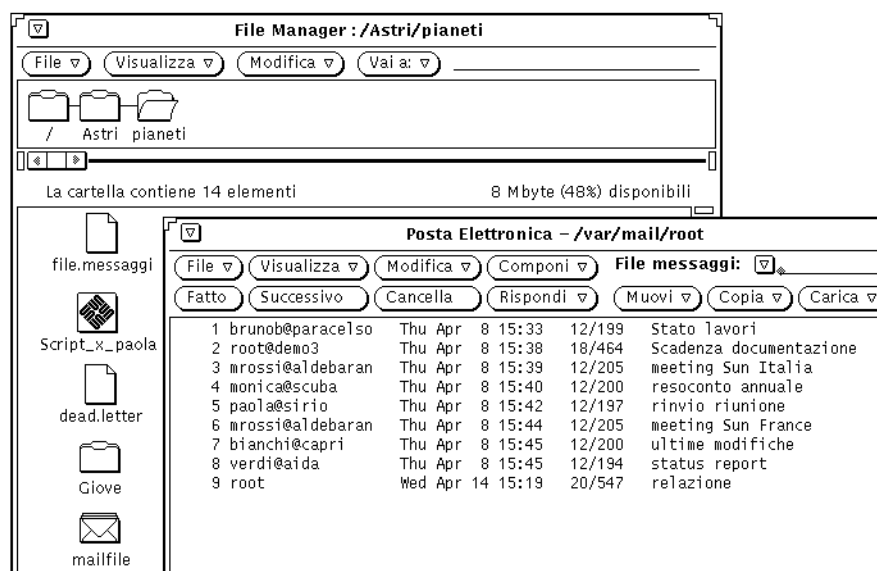 File Manager : /Astri/pianeti
File Visualizza Modifica Vai a:
/ Astri pianeti
La cartella contiene 14 elementi 8 Mbyte (48%) disponibili
file.messaggi
Script_x_paola
dead.letter
Giove
mailfile
Posta Elettronica – /var/mail/root
File Visualizza Modifica Componi File messaggi:
Fatto Successivo Cancella Rispondi Muovi Copia Carica
1 brunob@paracelso Thu Apr 8 15:33 12/199 Stato lavori
2 root@demo3 Thu Apr 8 15:38 18/464 Scadenza documentazione
3 mrossi@aldebaran Thu Apr 8 15:39 12/205 meeting Sun Italia
4 monica@scuba Thu Apr 8 15:40 12/200 resoconto annuale
5 paola@sirio Thu Apr 8 15:42 12/197 rinvio riunione
6 mrossi@aldebaran Thu Apr 8 15:44 12/205 meeting Sun France
7 bianchi@capri Thu Apr 8 15:45 12/200 ultime modifiche
8 verdi@aida Thu Apr 8 15:45 12/194 status report
9 root Wed Apr 14 15:19 20/547 relazione